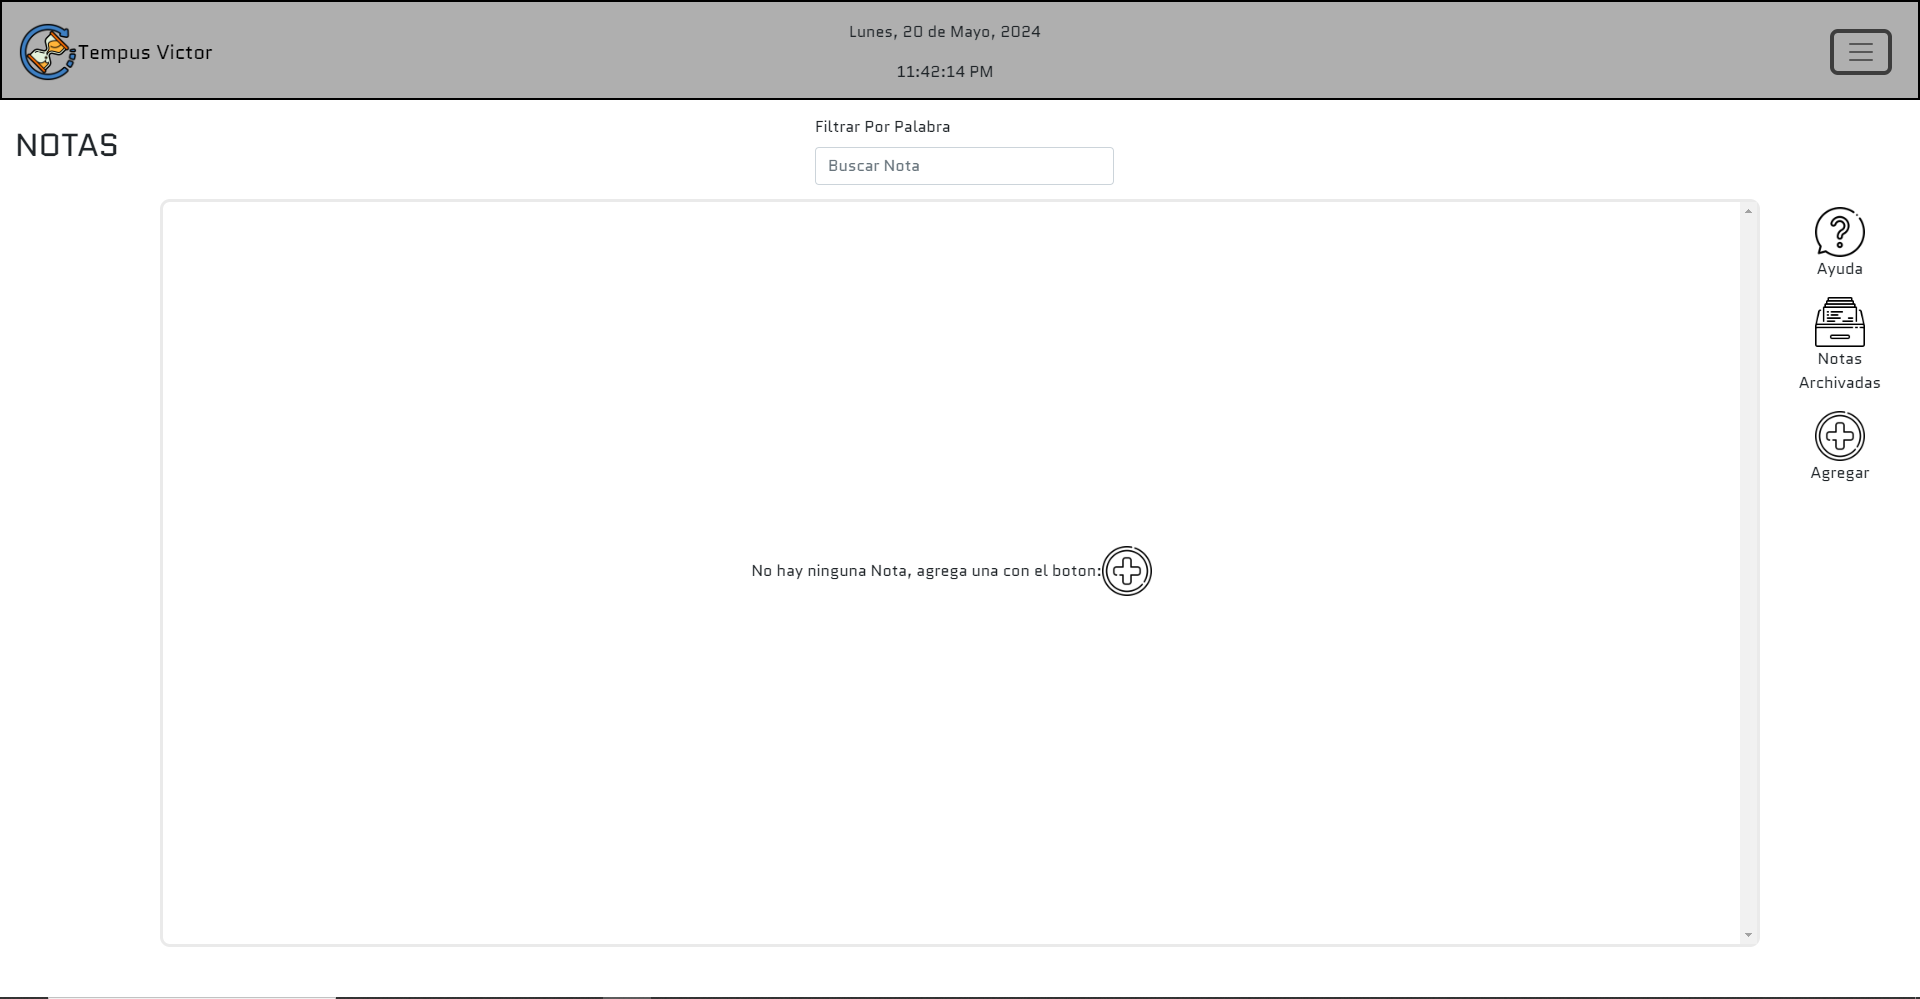 Tempus Victor
Lunes, 20 de Mayo, 2024
11:42:14 PM
NOTAS
Filtrar Por Palabra
Buscar Nota
Ayuda
Notas
Archivadas
Agregar
No hay ninguna Nota, agrega una con el boton: